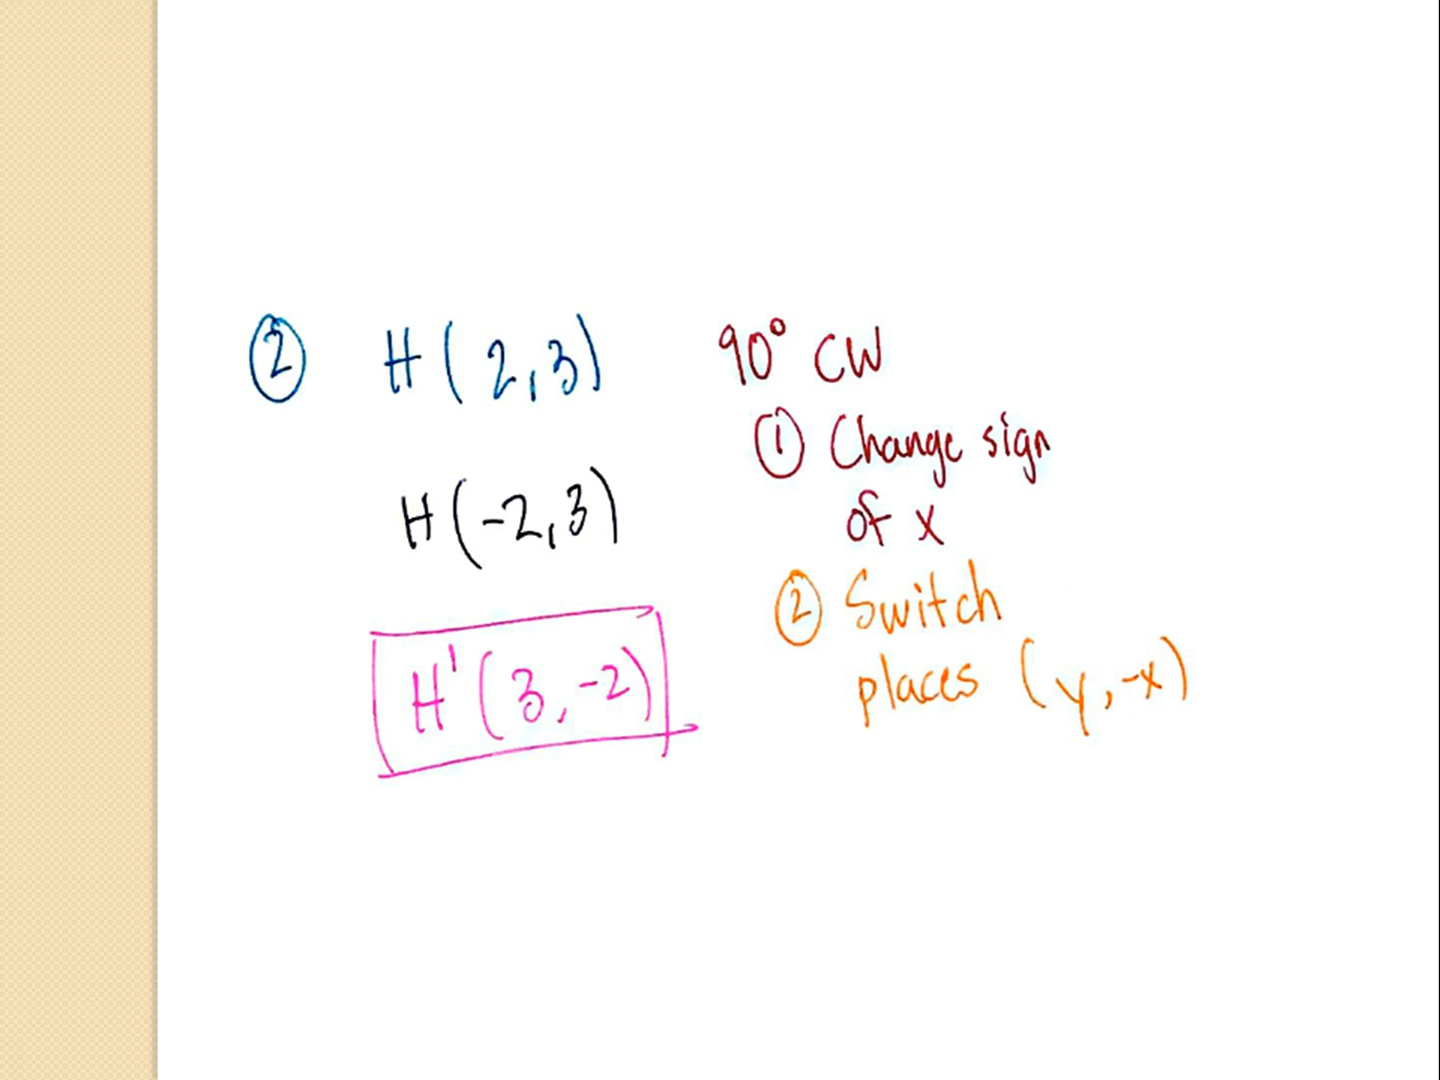 ② H(2,3) 90° CW
① Change sign
H(-2,3) of x
② Switch
H'(3,-2) places (y,-x)